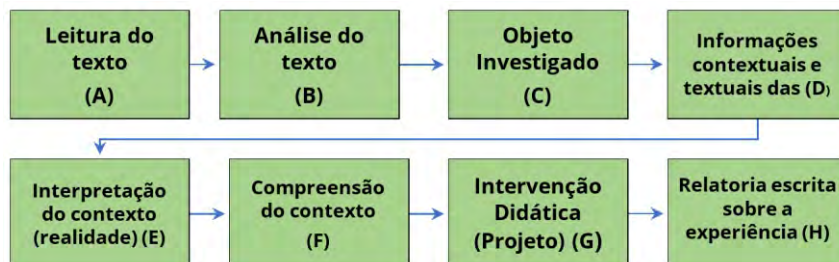 Leitura do
texto
(A)
Análise do
texto
(B)
Objeto
Investigado
(C)
Informações
contextuais e
textuais das (D)
Interpretação
do contexto
(realidade) (E)
Compreensão
do contexto
(F)
Intervenção
Didática
(Projeto) (G)
Relatoria escrita
sobre a
experiência (H)